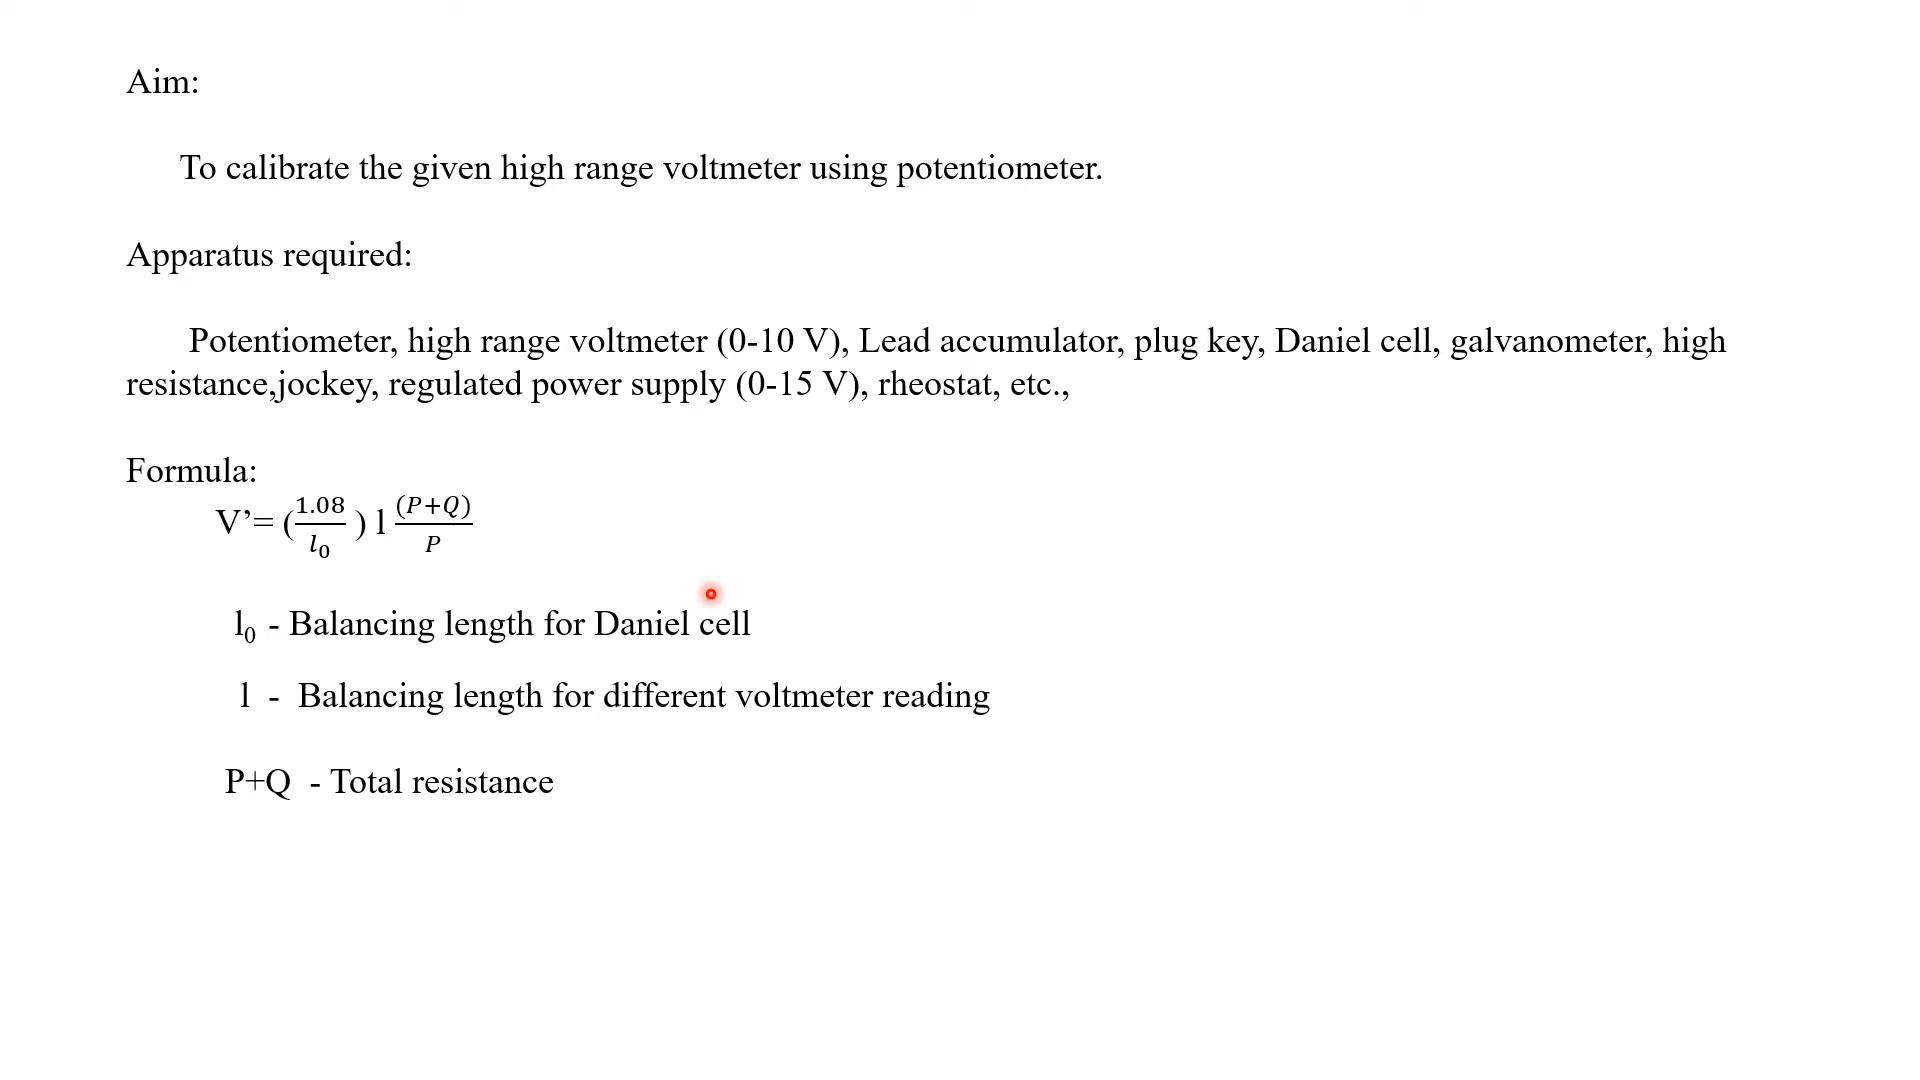 Aim:
To calibrate the given high range voltmeter using potentiometer.
Apparatus required:
Potentiometer, high range voltmeter (0-10 V), Lead accumulator, plug key, Daniel cell, galvanometer, high
resistance,jockey, regulated power supply (0-15 V), rheostat, etc.,
Formula:
V’= (1.08/l₀ ) l (P+Q)/P
l₀ - Balancing length for Daniel cell
l - Balancing length for different voltmeter reading
P+Q - Total resistance